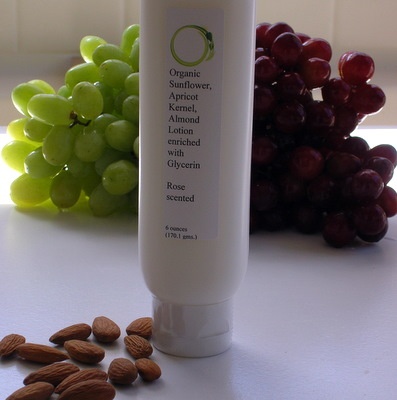 Organic
Sunflower,
Apricot
Kernel,
Almond
Lotion
enriched
with
Glycerin
Rose
scented
6 ounces
(170.1 gms.)